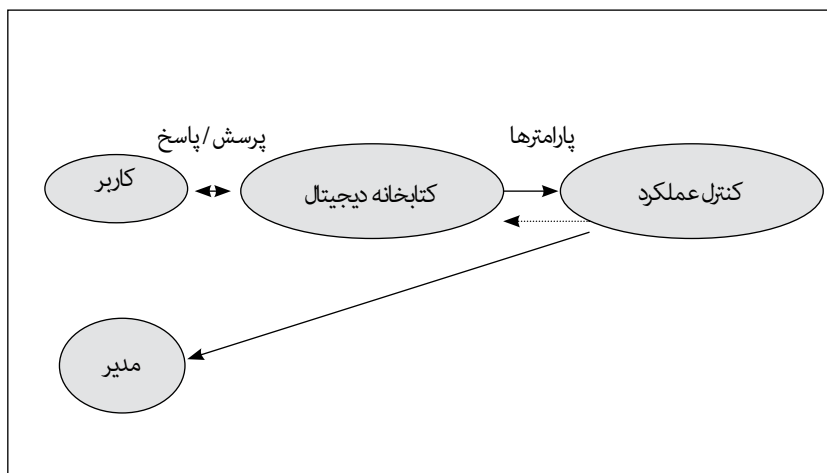 پرسش / پاسخ
پارامترها
کاربر
کتابخانه دیجیتال
کنترل عملکرد
مدیر